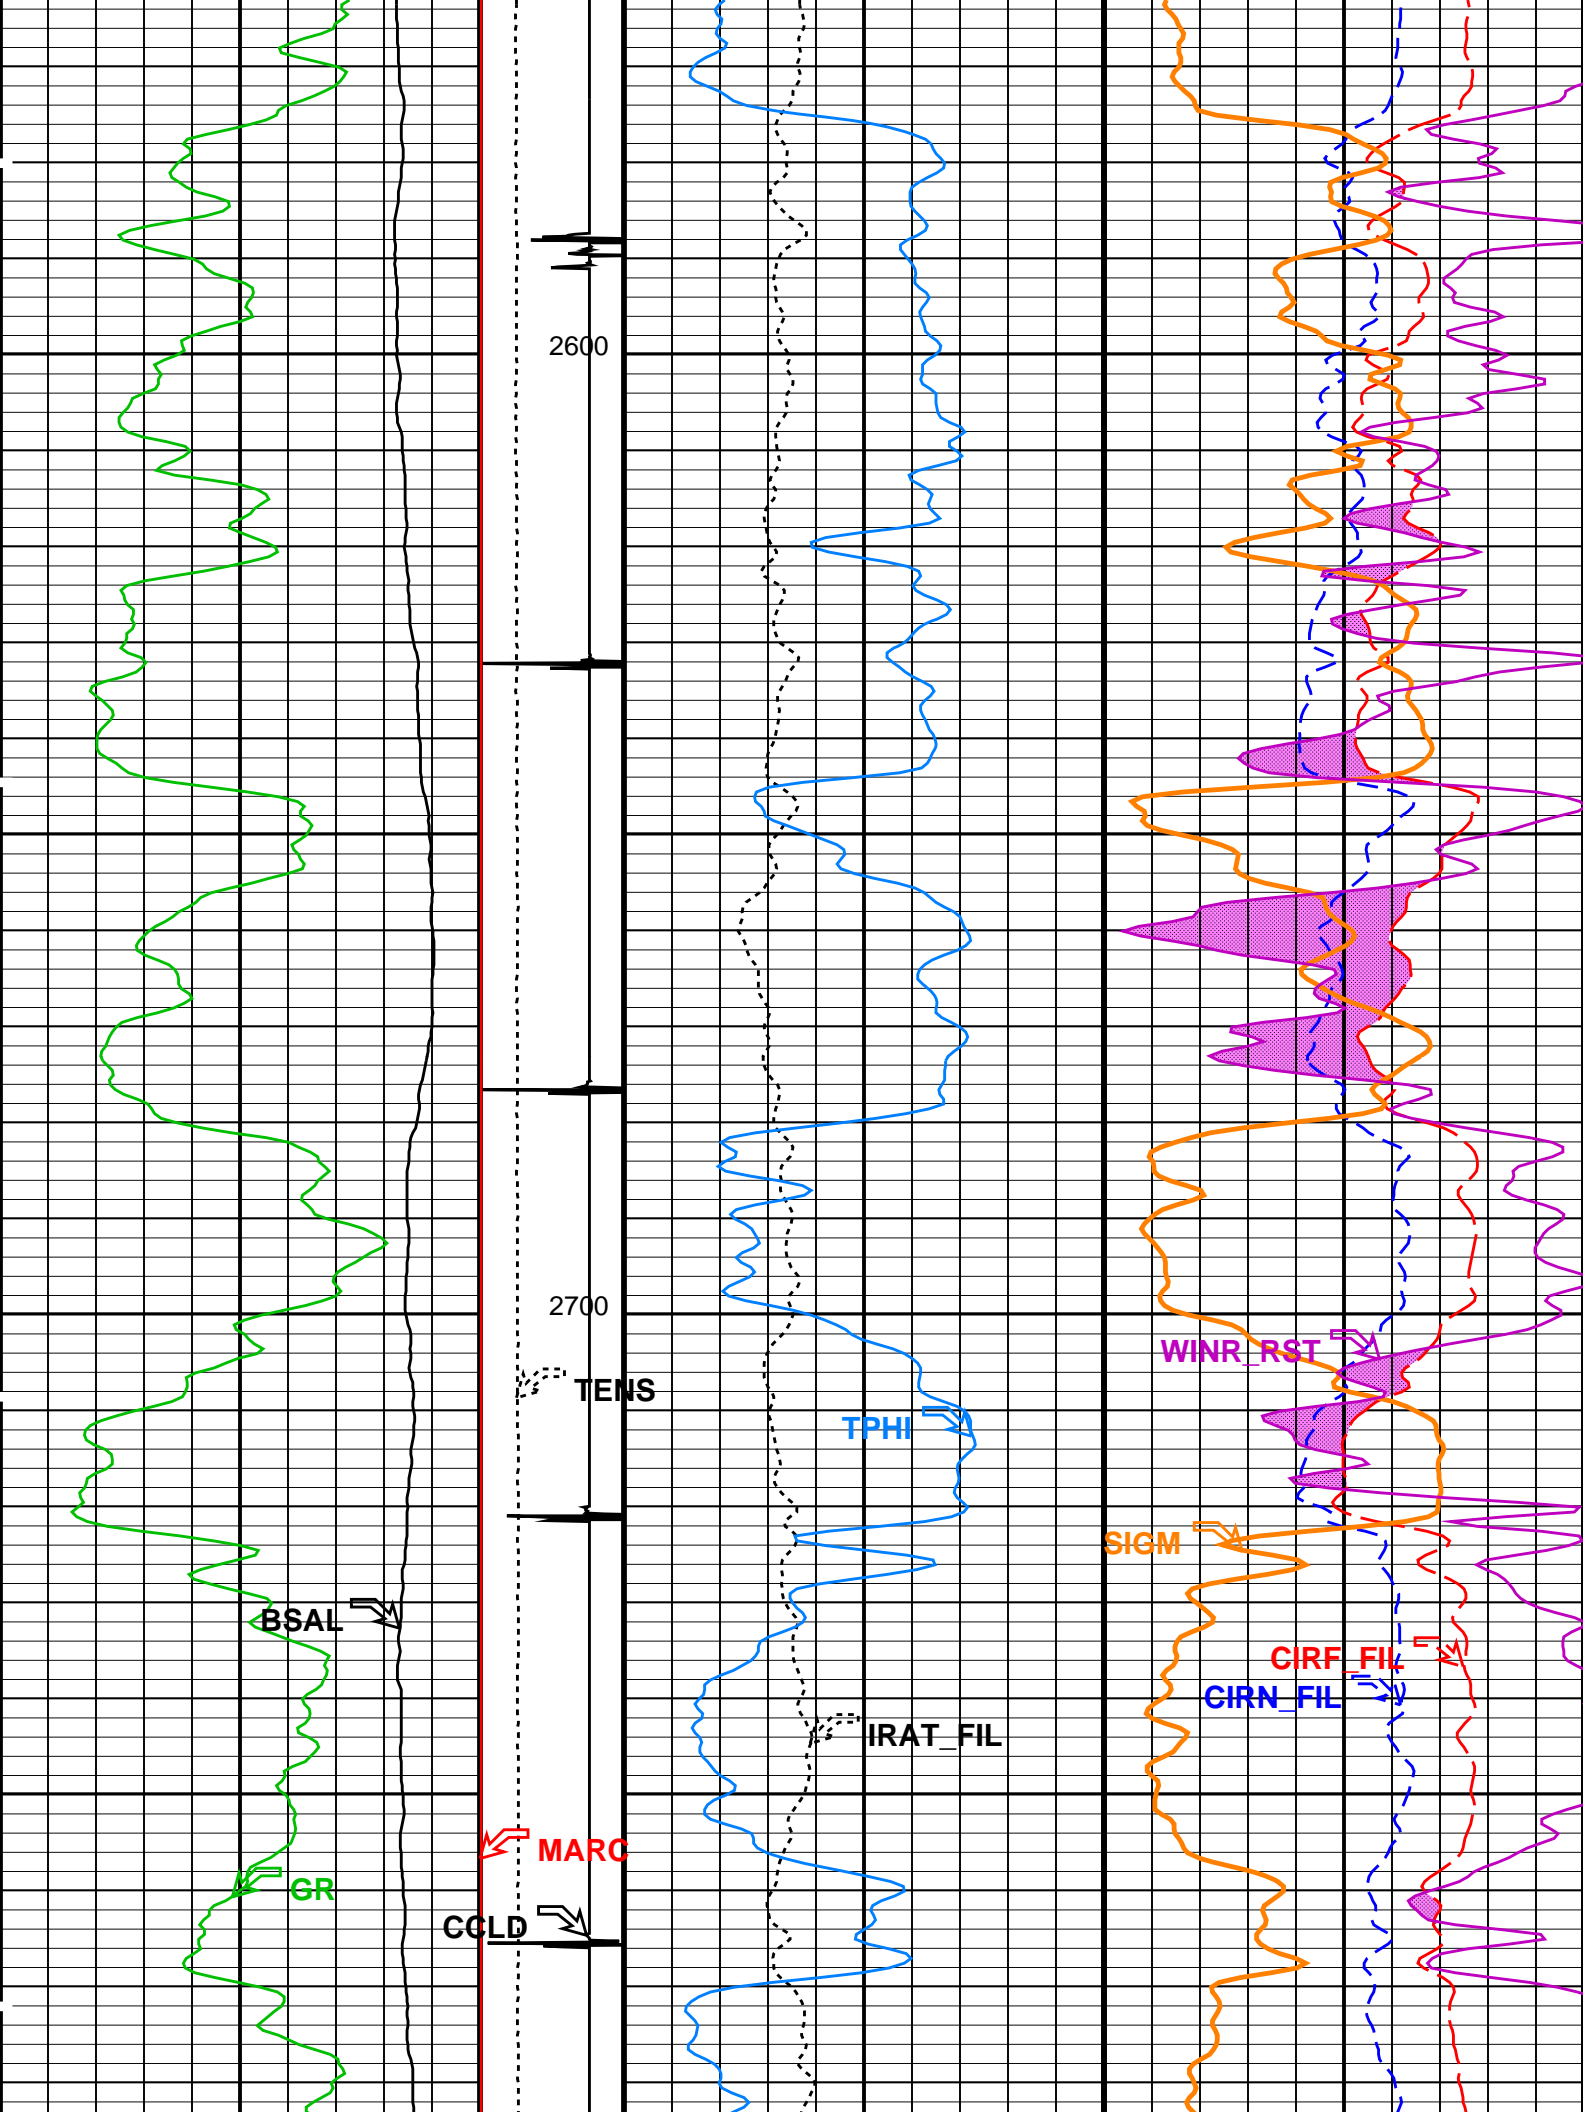 2600
2700
WINR_RST
TENS
TPHI
SIGM
BSAL
CIRF_FIL
CIRN_FIL
IRAT_FIL
MARC
GR
CCLD